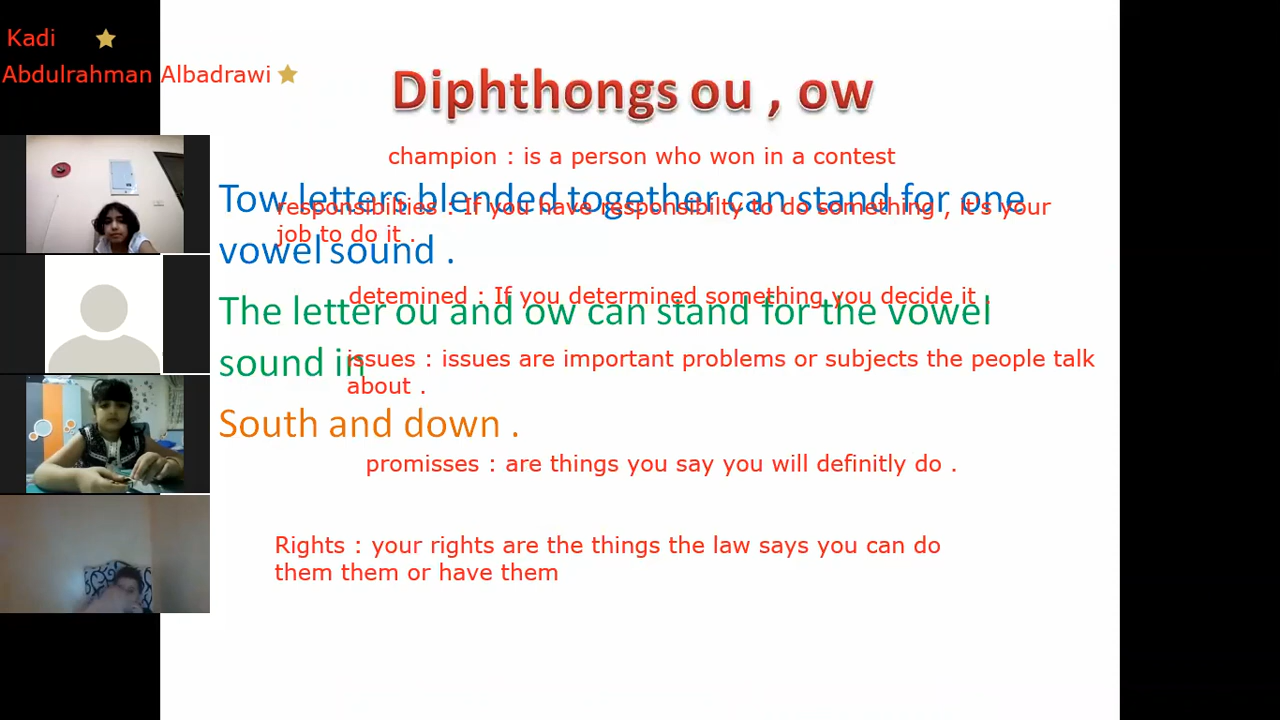 Kadi
Abdulrahman Albadrawi
Diphthongs ou , ow
champion : is a person who won in a contest
Tow letters blended together can stand for one
responsibilties : If you have responsibilty to do something , it's your
job to do it .
vowel sound .
detemined : If you determined something you decide it .
The letter ou and ow can stand for the vowel
sound in
issues : issues are important problems or subjects the people talk
about .
South and down .
promisses : are things you say you will definitly do .
Rights : your rights are the things the law says you can do
them them or have them